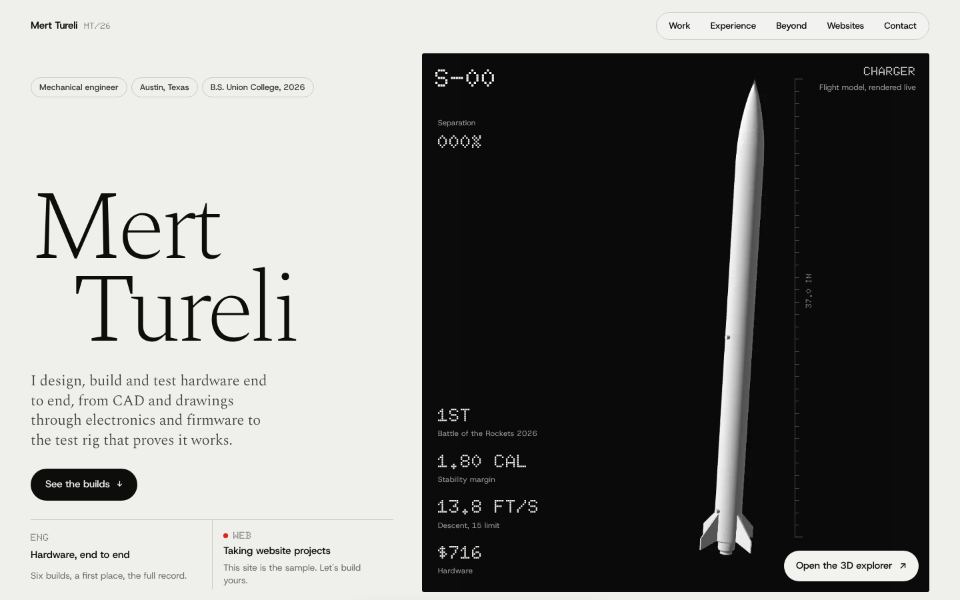 Mert Tureli MT/26
Work Experience Beyond Websites Contact
Mechanical engineer
Austin, Texas
B.S. Union College, 2026
Mert
Tureli
I design, build and test hardware end
to end, from CAD and drawings
through electronics and firmware to
the test rig that proves it works.
See the builds ↓
ENG
Hardware, end to end
Six builds, a first place, the full record.
WEB
Taking website projects
This site is the sample. Let's build
yours.
S-00
CHARGER
Flight model, rendered live
Separation
000%
37.0 IN
1ST
Battle of the Rockets 2026
1.80 CAL
Stability margin
13.8 FT/S
Descent, 15 limit
$716
Hardware
Open the 3D explorer ↗